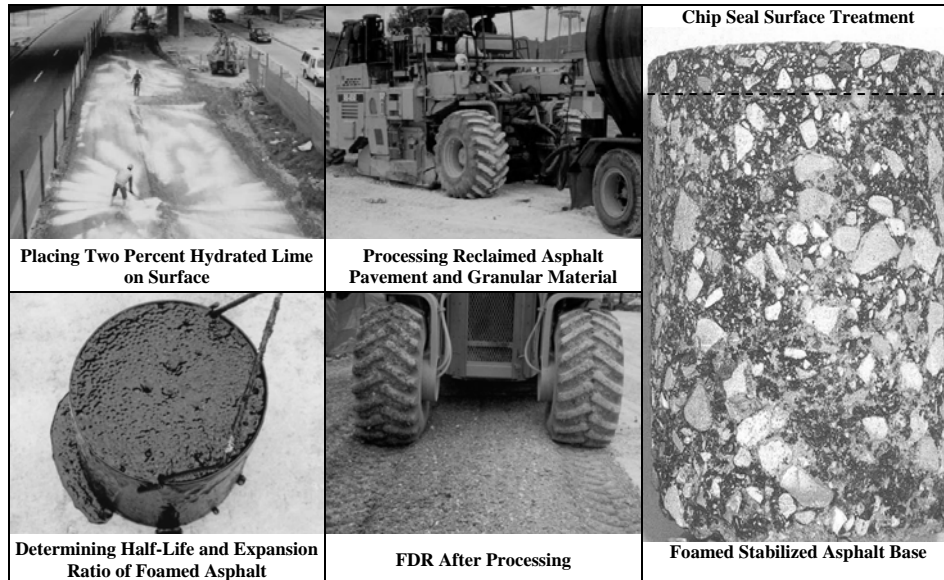 Chip Seal Surface Treatment
Placing Two Percent Hydrated Lime
on Surface
Processing Reclaimed Asphalt
Pavement and Granular Material
Determining Half-Life and Expansion
Ratio of Foamed Asphalt
FDR After Processing
Foamed Stabilized Asphalt Base